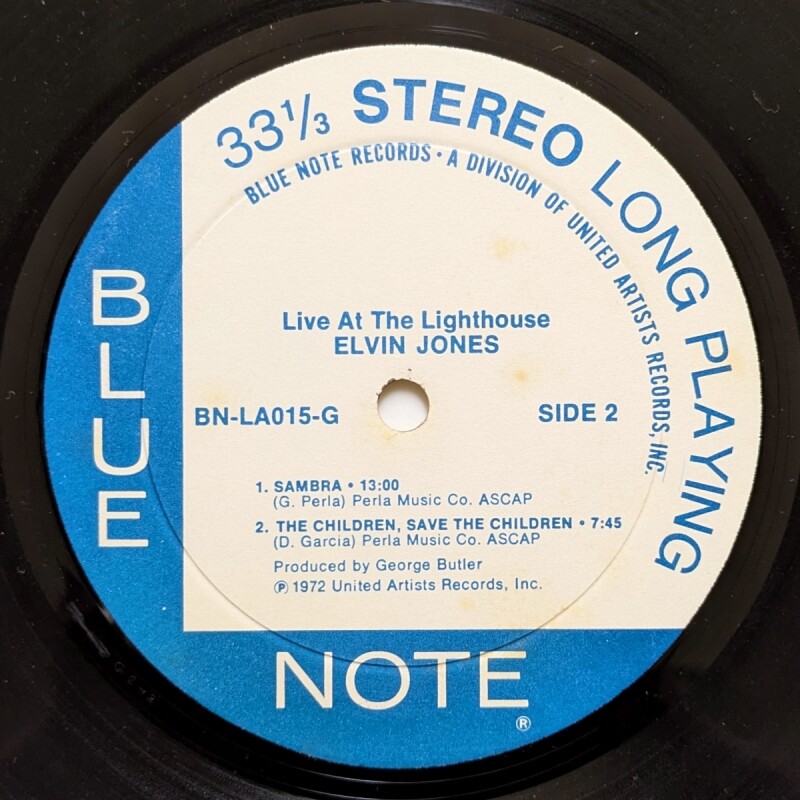 33⅓ STEREO LONG PLAYING
BLUE NOTE RECORDS • A DIVISION OF UNITED ARTISTS RECORDS, INC.
BLUE
Live At The Lighthouse
ELVIN JONES
BN-LA015-G
SIDE 2
1. SAMBRA • 13:00
(G. Perla) Perla Music Co. ASCAP
2. THE CHILDREN, SAVE THE CHILDREN • 7:45
(D. Garcia) Perla Music Co. ASCAP
Produced by George Butler
℗ 1972 United Artists Records, Inc.
NOTE
®